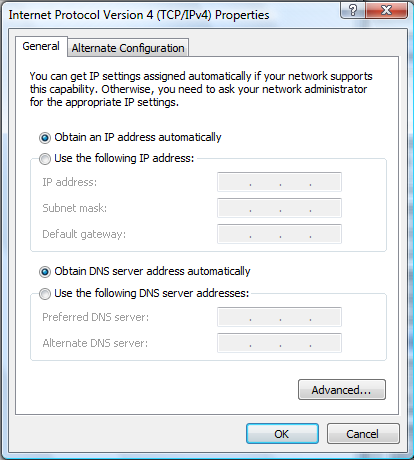 Internet Protocol Version 4 (TCP/IPv4) Properties
General
Alternate Configuration
You can get IP settings assigned automatically if your network supports
this capability. Otherwise, you need to ask your network administrator
for the appropriate IP settings.
Obtain an IP address automatically
Use the following IP address:
IP address:
Subnet mask:
Default gateway:
Obtain DNS server address automatically
Use the following DNS server addresses:
Preferred DNS server:
Alternate DNS server:
Advanced...
OK
Cancel